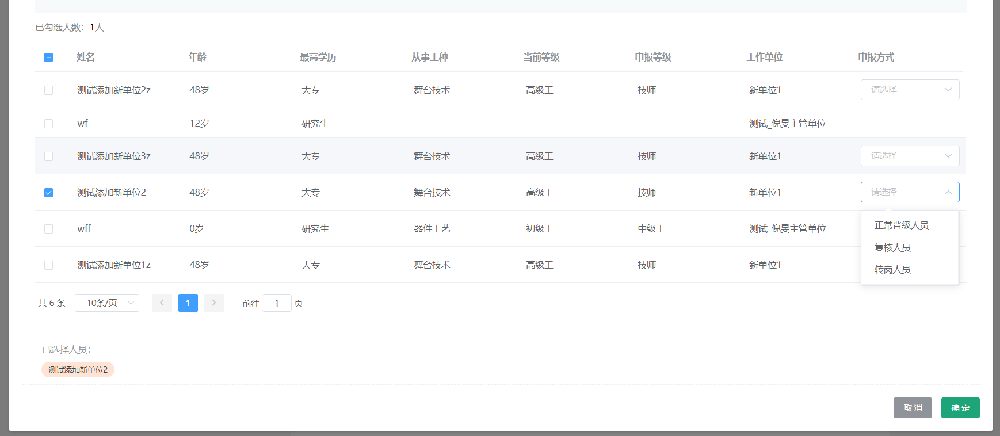 已勾选人数：1人
姓名 年龄 最高学历 从事工种 当前等级 申报等级 工作单位 申报方式
测试添加新单位2z 48岁 大专 舞台技术 高级工 技师 新单位1 请选择
wf 12岁 研究生 测试_倪旻主管单位 --
测试添加新单位3z 48岁 大专 舞台技术 高级工 技师 新单位1 请选择
测试添加新单位2 48岁 大专 舞台技术 高级工 技师 新单位1 请选择
wff 0岁 研究生 器件工艺 初级工 中级工 测试_倪旻主管单位
测试添加新单位1z 48岁 大专 舞台技术 高级工 技师 新单位1
正常晋级人员
复核人员
转岗人员
共 6 条 10条/页 1 前往 1 页
已选择人员：
测试添加新单位2
取消 确定